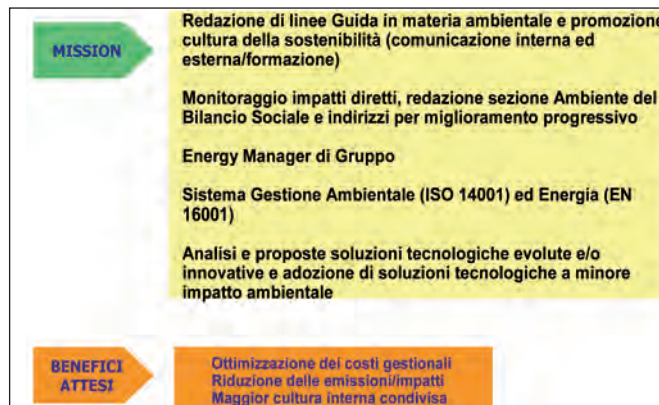 MISSION
Redazione di linee Guida in materia ambientale e promozione
cultura della sostenibilità (comunicazione interna ed
esterna/formazione)
Monitoraggio impatti diretti, redazione sezione Ambiente del
Bilancio Sociale e indirizzi per miglioramento progressivo
Energy Manager di Gruppo
Sistema Gestione Ambientale (ISO 14001) ed Energia (EN
16001)
Analisi e proposte soluzioni tecnologiche evolute e/o
innovative e adozione di soluzioni tecnologiche a minore
impatto ambientale
BENEFICI
ATTESI
Ottimizzazione dei costi gestionali
Riduzione delle emissioni/impatti
Maggior cultura interna condivisa